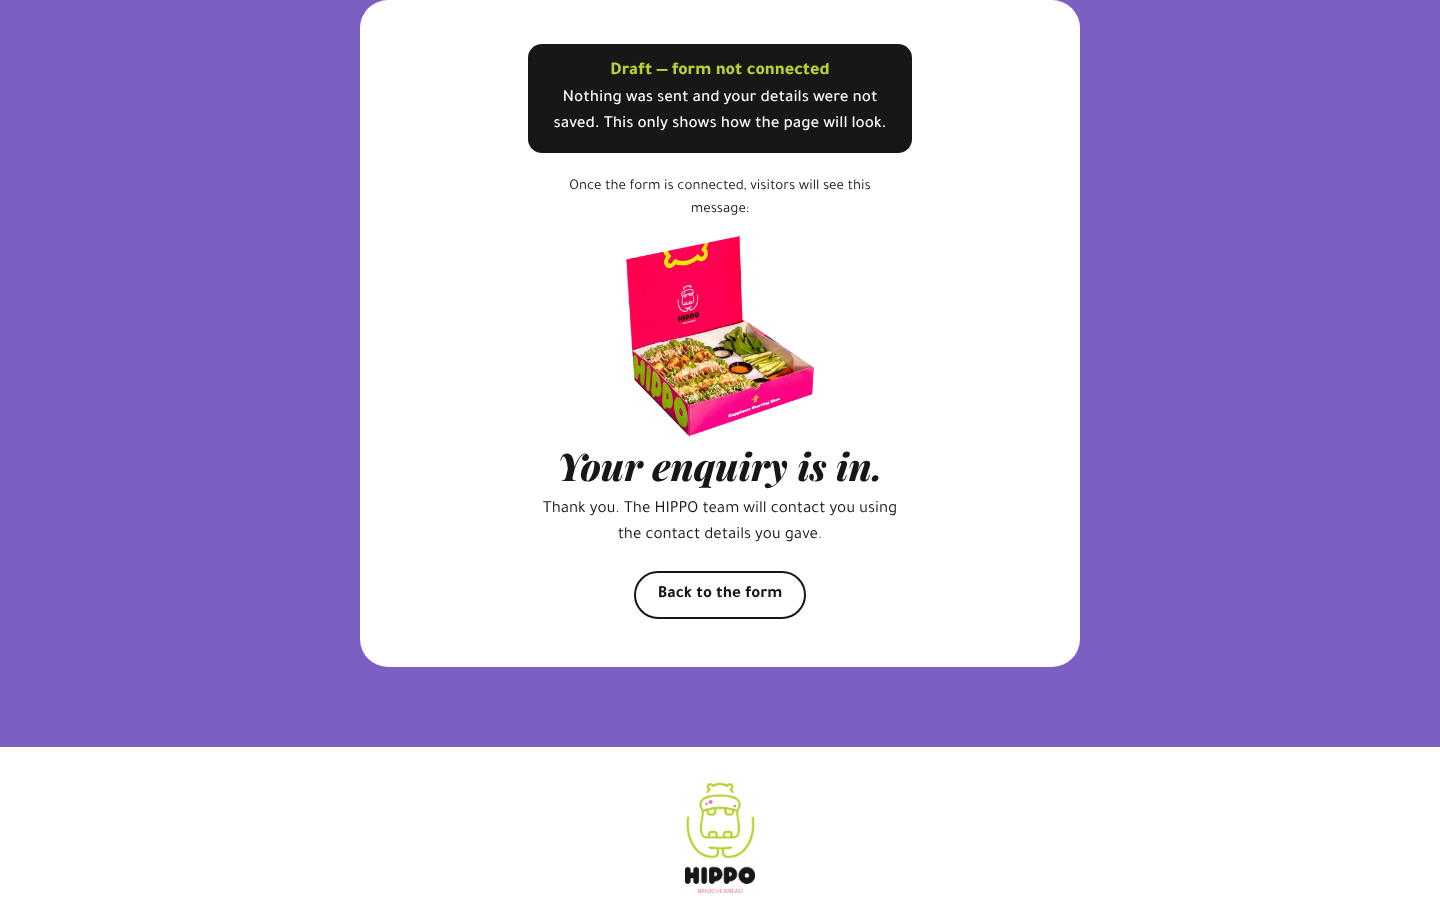 Draft — form not connected
Nothing was sent and your details were not
saved. This only shows how the page will look.
Once the form is connected, visitors will see this
message:
HIPPO
HIPPO
Happiness Starting Here
Your enquiry is in.
Thank you. The HIPPO team will contact you using
the contact details you gave.
Back to the form
HIPPO
BRIOCHE BREAD